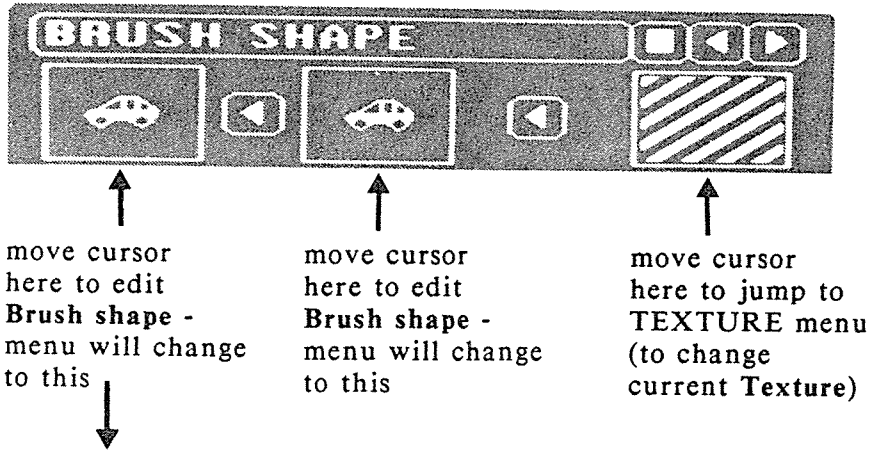 BRUSH SHAPE
move cursor
here to edit
Brush shape -
menu will change
to this
move cursor
here to edit
Brush shape -
menu will change
to this
move cursor
here to jump to
TEXTURE menu
(to change
current Texture)